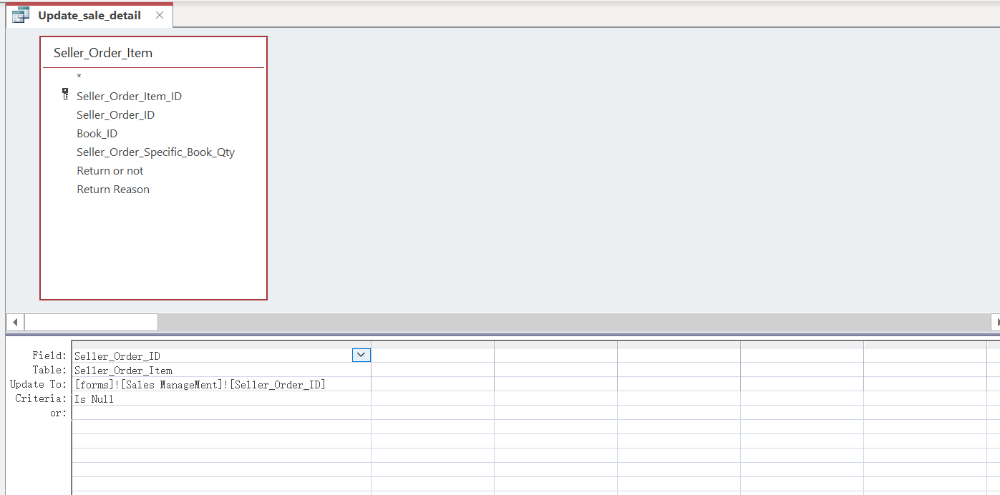 Update_sale_detail
Seller_Order_Item
*
Seller_Order_Item_ID
Seller_Order_ID
Book_ID
Seller_Order_Specific_Book_Qty
Return or not
Return Reason
Field: Seller_Order_ID
Table: Seller_Order_Item
Update To: [forms]![Sales ManageMent]![Seller_Order_ID]
Criteria: Is Null
or: